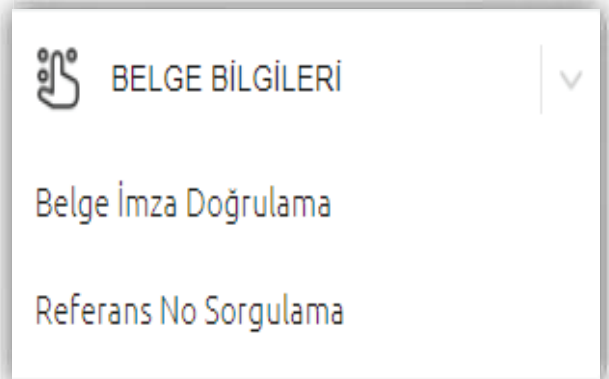 BELGE BİLGİLERİ
Belge İmza Doğrulama
Referans No Sorgulama